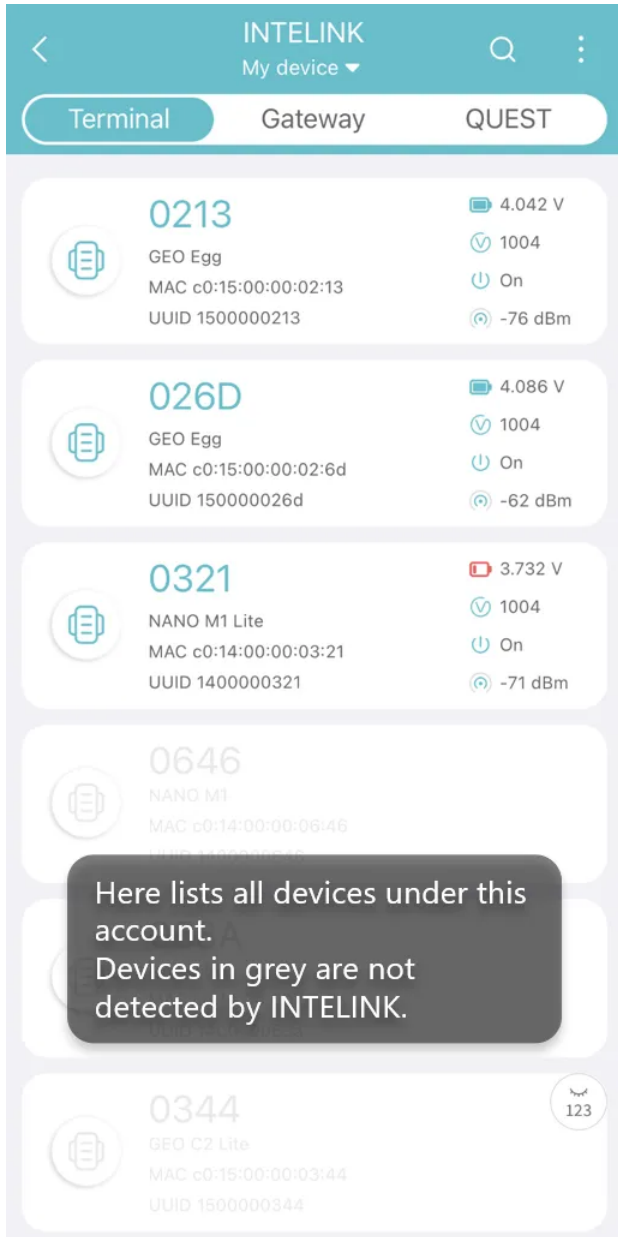 INTELINK
My device
Terminal
Gateway
QUEST
0213
GEO Egg
MAC c0:15:00:00:02:13
UUID 1500000213
4.042 V
1004
On
-76 dBm
026D
GEO Egg
MAC c0:15:00:00:02:6d
UUID 150000026d
4.086 V
1004
On
-62 dBm
0321
NANO M1 Lite
MAC c0:14:00:00:03:21
UUID 1400000321
3.732 V
1004
On
-71 dBm
0646
NANO M1
MAC c0:14:00:00:06:46
UUID 1400000646
Here lists all devices under this
account.
Devices in grey are not
detected by INTELINK.
0344
GEO C2 Lite
MAC c0:15:00:00:03:44
UUID 1500000344
123